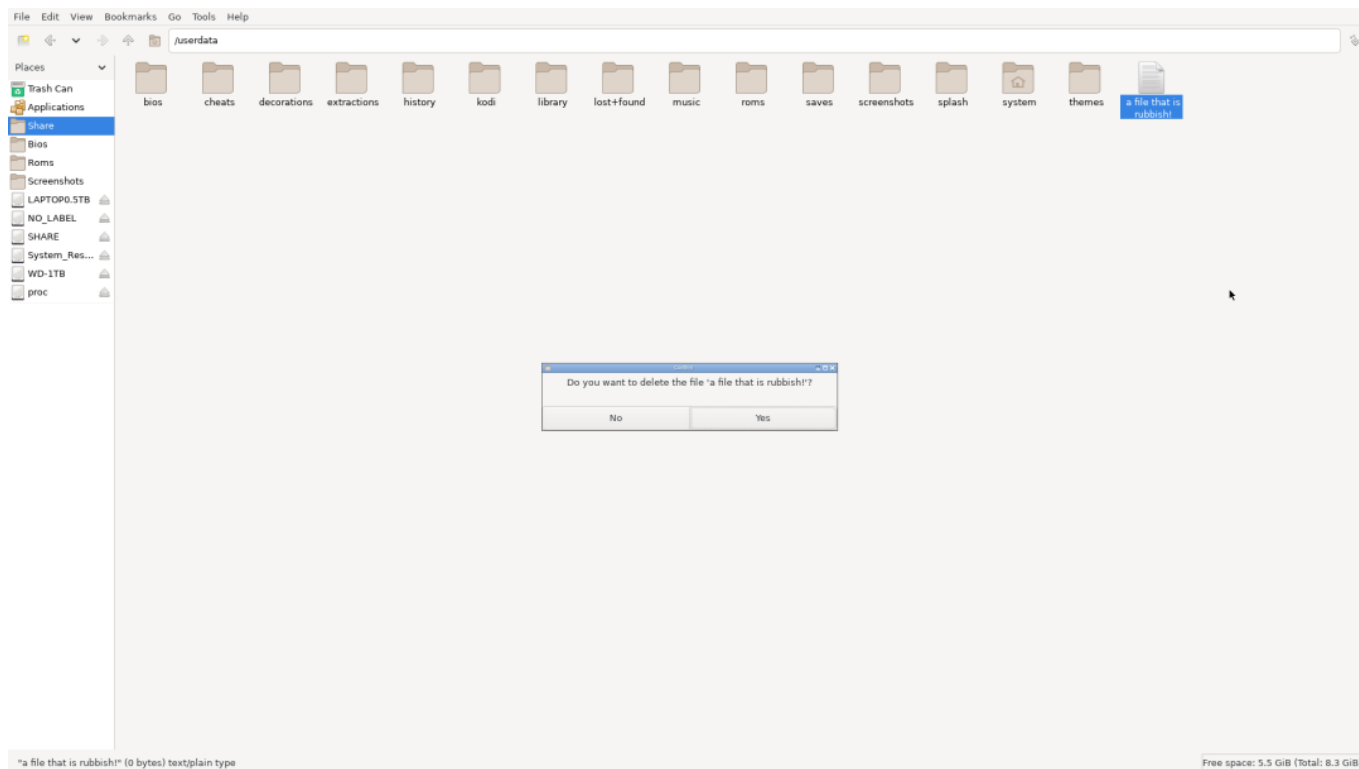 File Edit View Bookmarks Go Tools Help
/userdata
Places
Trash Can
Applications
Share
Bios
Roms
Screenshots
LAPTOP0.5TB
NO_LABEL
SHARE
System_Res...
WD-1TB
proc
bios cheats decorations extractions history kodi library lost+found music roms saves screenshots splash system themes a file that is
rubbish!
Do you want to delete the file 'a file that is rubbish!'?
No Yes
"a file that is rubbish!" (0 bytes) text/plain type
Free space: 5.5 GiB (Total: 8.3 GiB